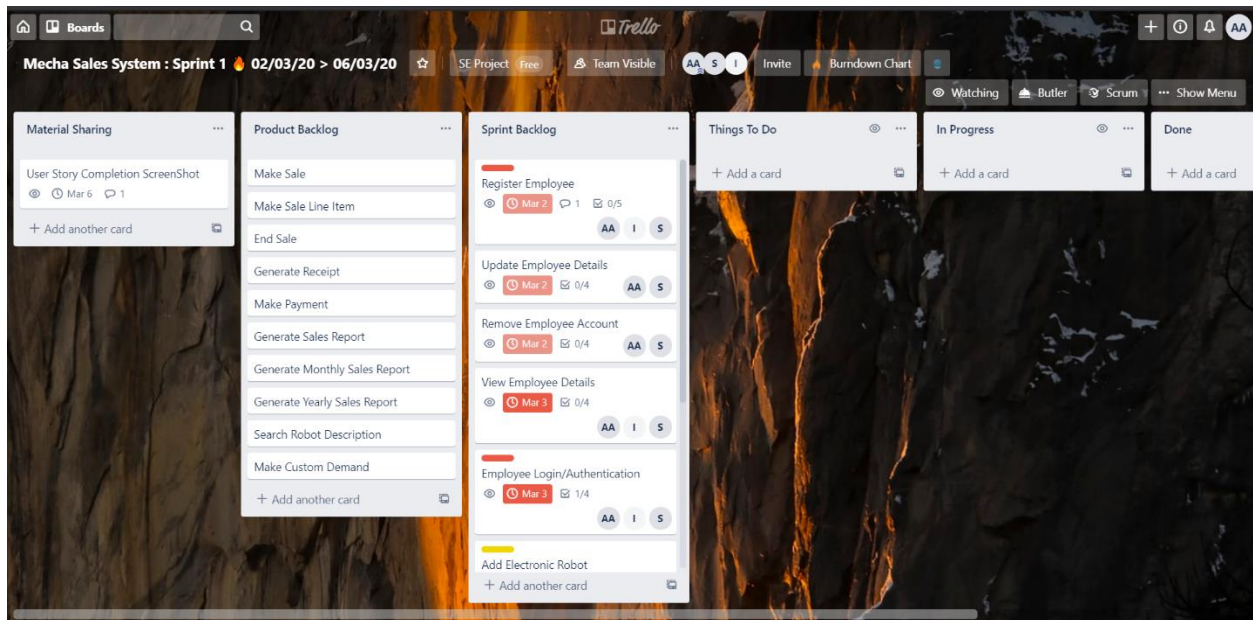 Boards
Trello
AA
Mecha Sales System : Sprint 1 🔥 02/03/20 > 06/03/20
SE Project Free
Team Visible
AA S I
Invite
Burndown Chart
Watching
Butler
Scrum
Show Menu
Material Sharing
User Story Completion ScreenShot
Mar 6 1
+ Add another card
Product Backlog
Make Sale
Make Sale Line Item
End Sale
Generate Receipt
Make Payment
Generate Sales Report
Generate Monthly Sales Report
Generate Yearly Sales Report
Search Robot Description
Make Custom Demand
+ Add another card
Sprint Backlog
Register Employee
Mar 2 1 0/5
AA I S
Update Employee Details
Mar 2 0/4 AA S
Remove Employee Account
Mar 2 0/4 AA S
View Employee Details
Mar 3 0/4
AA I S
Employee Login/Authentication
Mar 3 1/4
AA I S
Add Electronic Robot
+ Add another card
Things To Do
+ Add a card
In Progress
+ Add a card
Done
+ Add a card